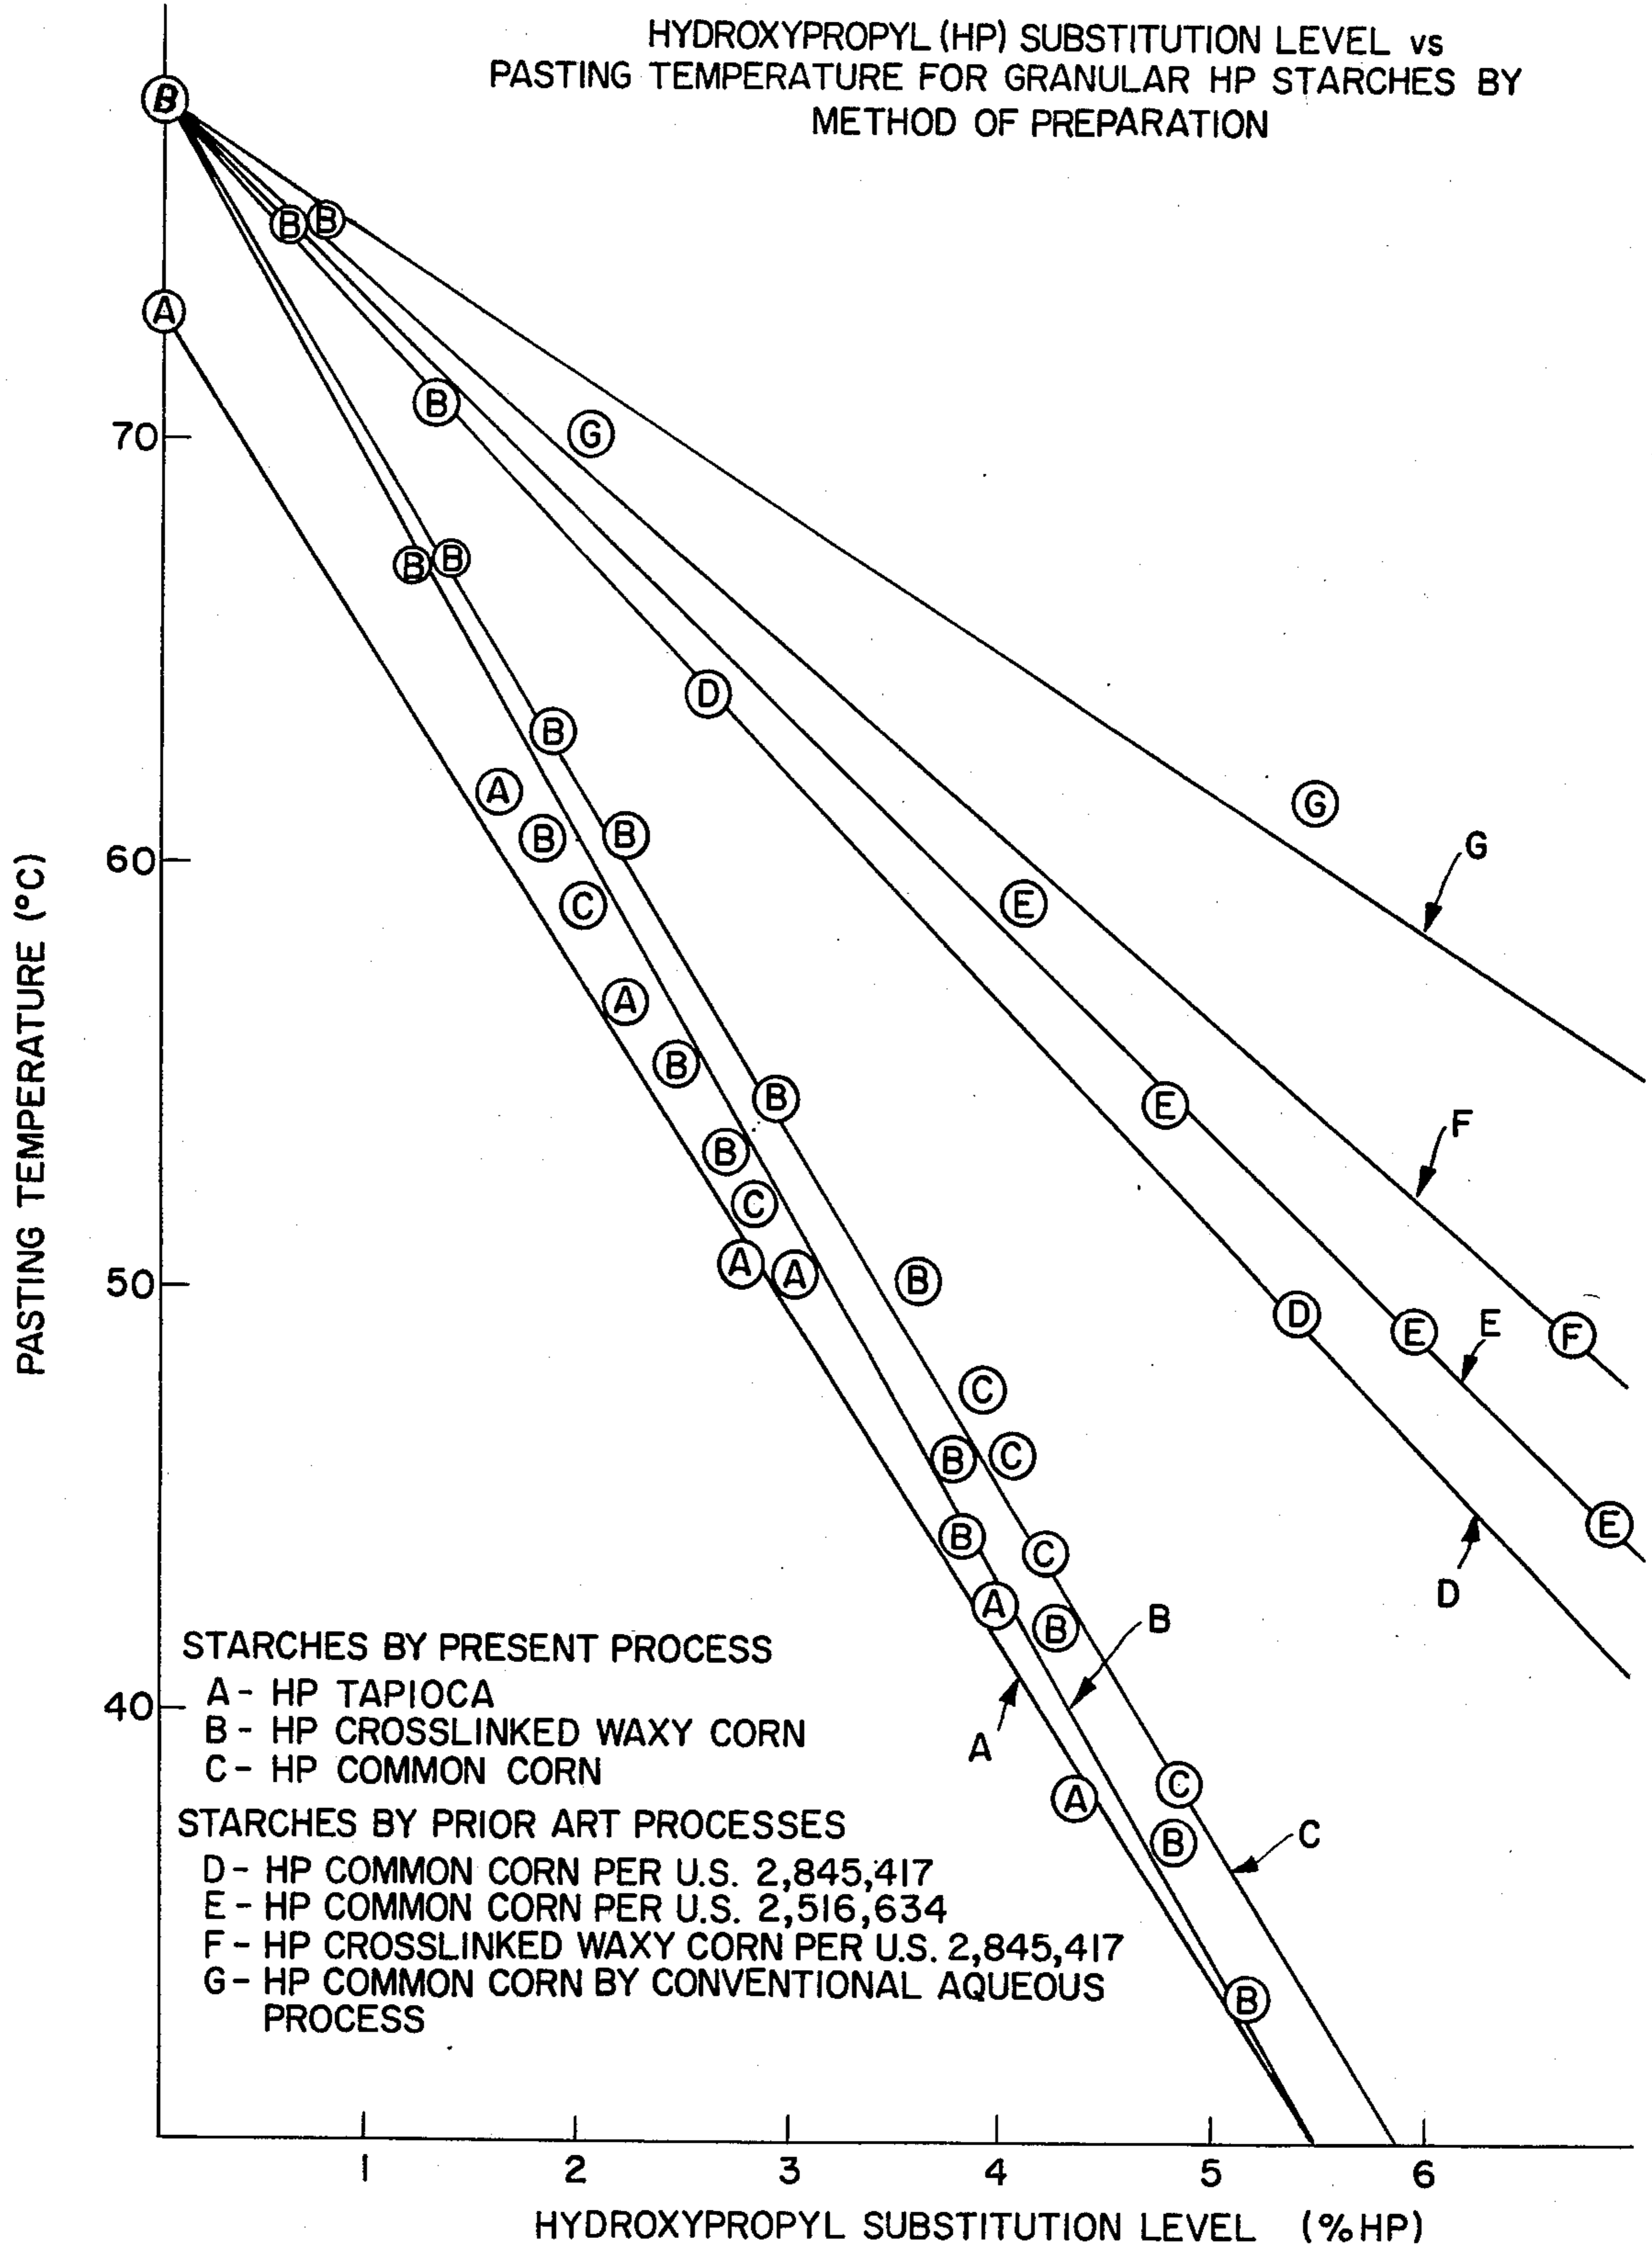 HYDROXYPROPYL (HP) SUBSTITUTION LEVEL vs
PASTING TEMPERATURE FOR GRANULAR HP STARCHES BY
METHOD OF PREPARATION
B
B B
A
B
70
G
B B
D
B
A
G
B B
60
G
C
E
A
B
B
E
F
B
C
A A
B
50
D
E
E
F
C
B
C
B
E
C
D
A
B
B
A
40
A
C
B
C
B
PASTING TEMPERATURE (°C)
STARCHES BY PRESENT PROCESS
A - HP TAPIOCA
B - HP CROSSLINKED WAXY CORN
C - HP COMMON CORN
STARCHES BY PRIOR ART PROCESSES
D - HP COMMON CORN PER U.S. 2,845,417
E - HP COMMON CORN PER U.S. 2,516,634
F - HP CROSSLINKED WAXY CORN PER U.S. 2,845,417
G - HP COMMON CORN BY CONVENTIONAL AQUEOUS
PROCESS
1 2 3 4 5 6
HYDROXYPROPYL SUBSTITUTION LEVEL (%HP)